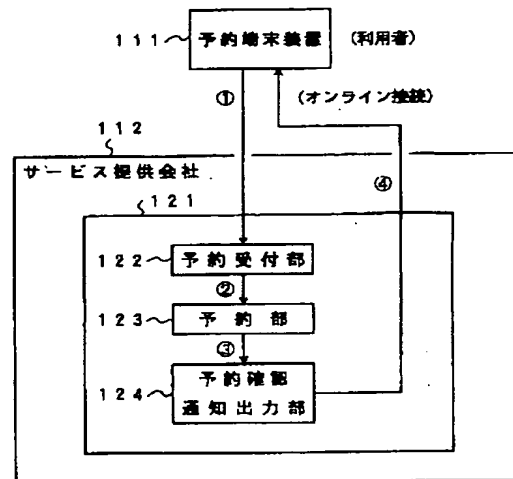 111 予約端末装置 (利用者)
① (オンライン接続)
112
サービス提供会社
④
121
122 予約受付部
②
123 予約部
③
124 予約確認
通知出力部